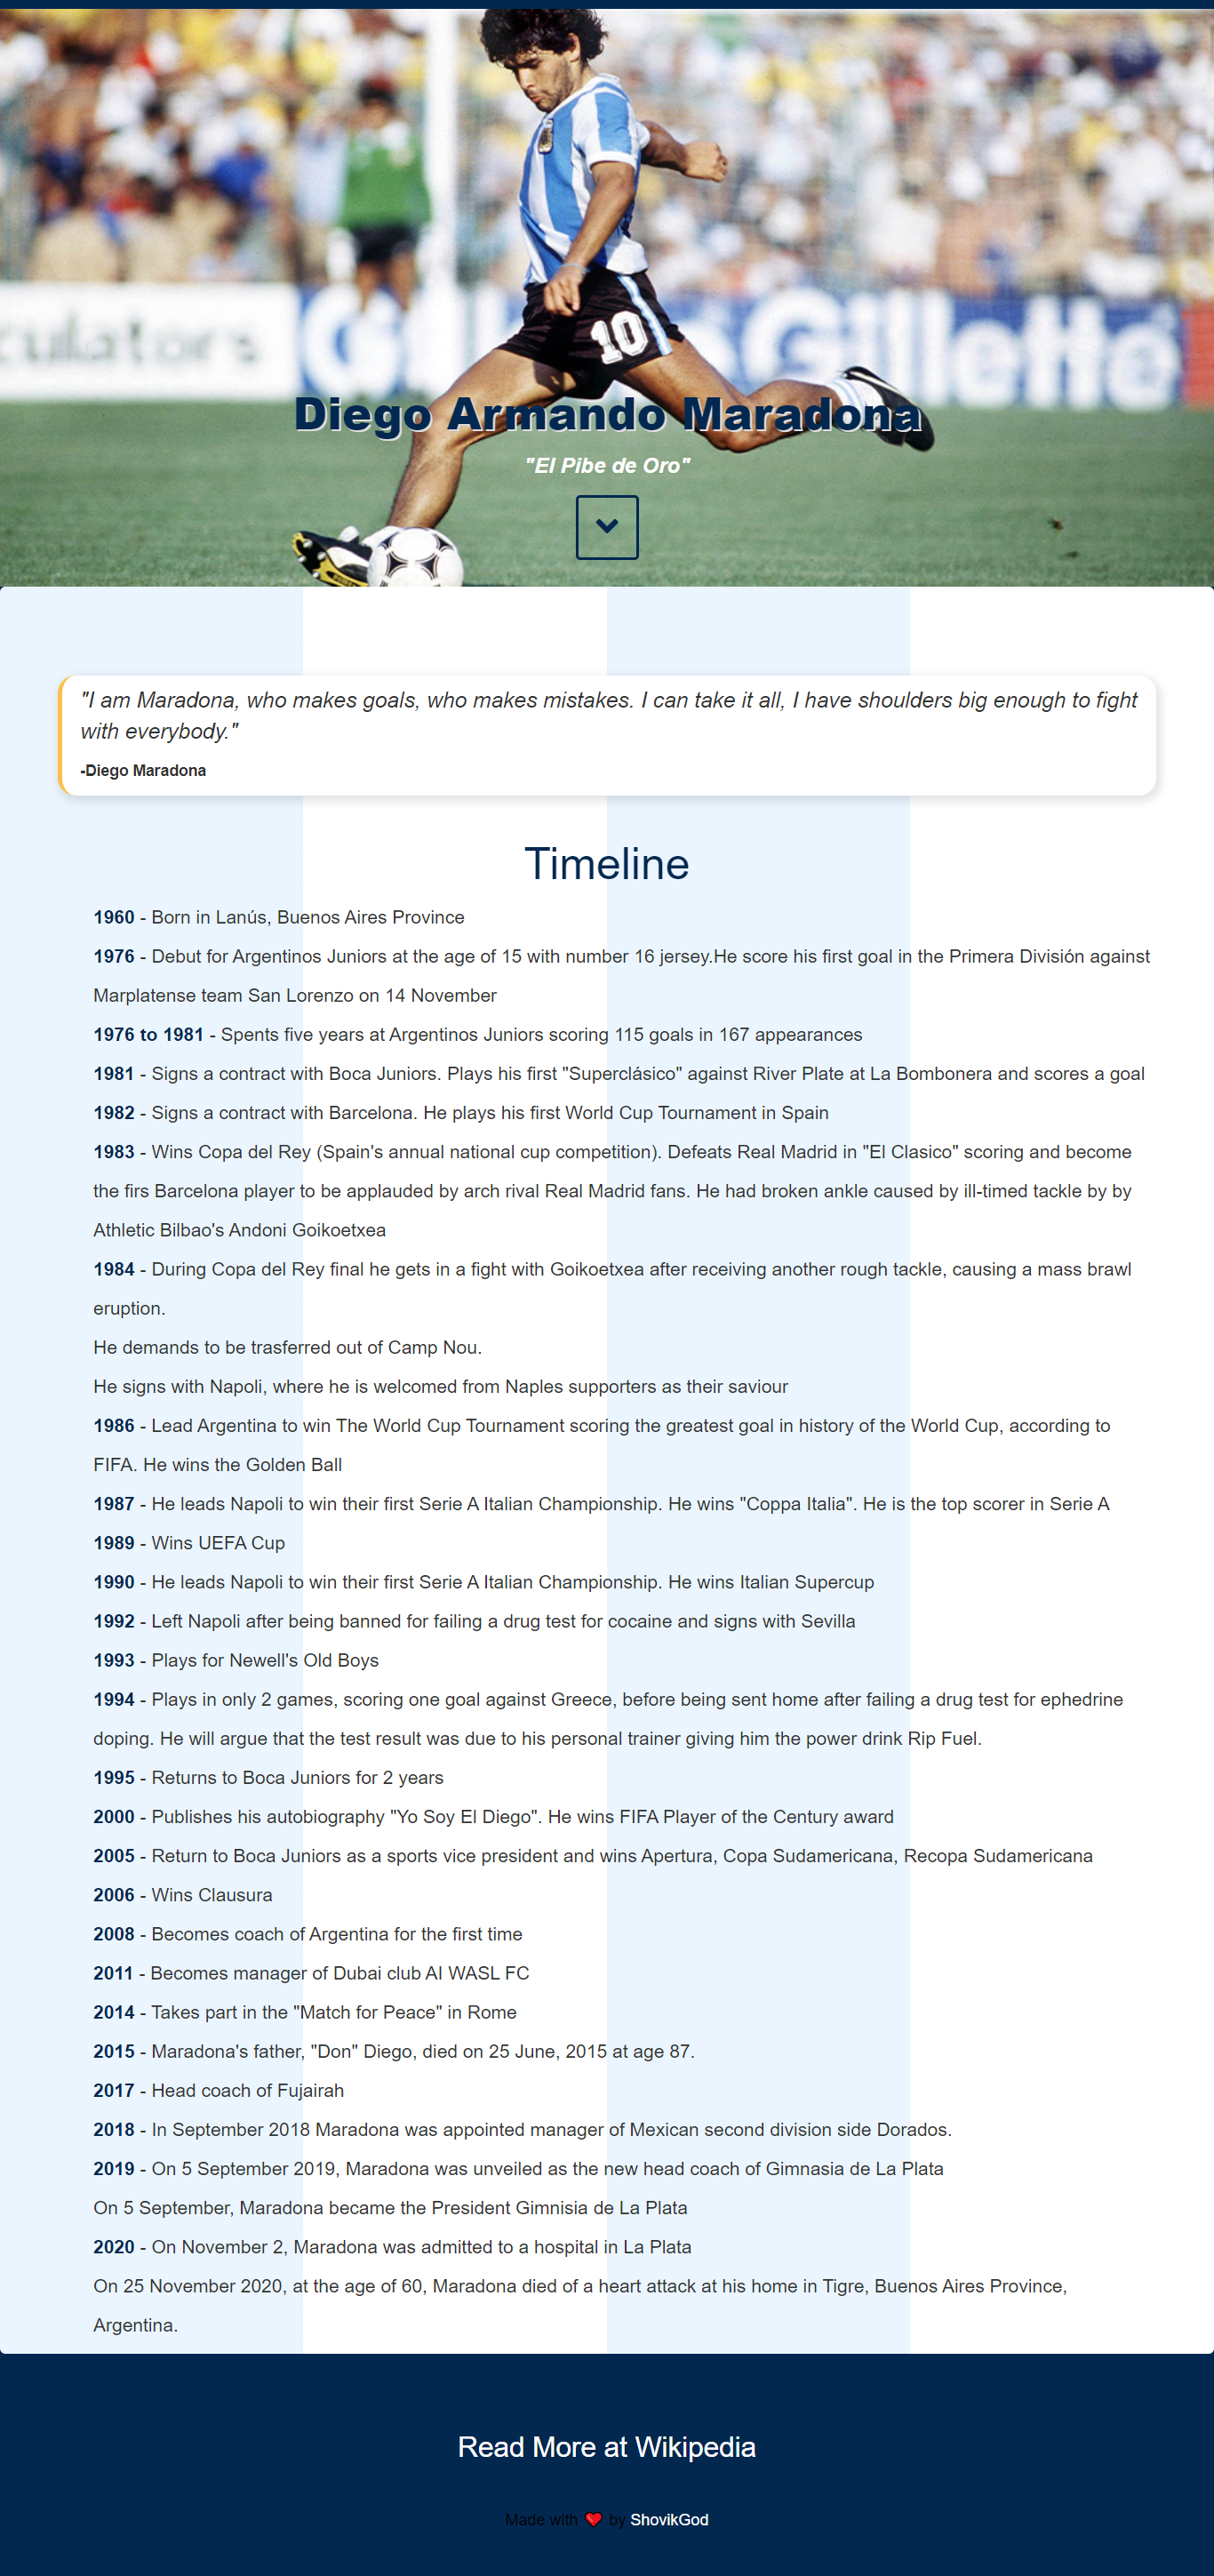 culators
Gillette
10
Diego Armando Maradona
"El Pibe de Oro"
"I am Maradona, who makes goals, who makes mistakes. I can take it all, I have shoulders big enough to fight
with everybody."
-Diego Maradona
Timeline
1960 - Born in Lanús, Buenos Aires Province
1976 - Debut for Argentinos Juniors at the age of 15 with number 16 jersey.He score his first goal in the Primera División against
Marplatense team San Lorenzo on 14 November
1976 to 1981 - Spents five years at Argentinos Juniors scoring 115 goals in 167 appearances
1981 - Signs a contract with Boca Juniors. Plays his first "Superclásico" against River Plate at La Bombonera and scores a goal
1982 - Signs a contract with Barcelona. He plays his first World Cup Tournament in Spain
1983 - Wins Copa del Rey (Spain's annual national cup competition). Defeats Real Madrid in "El Clasico" scoring and become
the firs Barcelona player to be applauded by arch rival Real Madrid fans. He had broken ankle caused by ill-timed tackle by by
Athletic Bilbao's Andoni Goikoetxea
1984 - During Copa del Rey final he gets in a fight with Goikoetxea after receiving another rough tackle, causing a mass brawl
eruption.
He demands to be trasferred out of Camp Nou.
He signs with Napoli, where he is welcomed from Naples supporters as their saviour
1986 - Lead Argentina to win The World Cup Tournament scoring the greatest goal in history of the World Cup, according to
FIFA. He wins the Golden Ball
1987 - He leads Napoli to win their first Serie A Italian Championship. He wins "Coppa Italia". He is the top scorer in Serie A
1989 - Wins UEFA Cup
1990 - He leads Napoli to win their first Serie A Italian Championship. He wins Italian Supercup
1992 - Left Napoli after being banned for failing a drug test for cocaine and signs with Sevilla
1993 - Plays for Newell's Old Boys
1994 - Plays in only 2 games, scoring one goal against Greece, before being sent home after failing a drug test for ephedrine
doping. He will argue that the test result was due to his personal trainer giving him the power drink Rip Fuel.
1995 - Returns to Boca Juniors for 2 years
2000 - Publishes his autobiography "Yo Soy El Diego". He wins FIFA Player of the Century award
2005 - Return to Boca Juniors as a sports vice president and wins Apertura, Copa Sudamericana, Recopa Sudamericana
2006 - Wins Clausura
2008 - Becomes coach of Argentina for the first time
2011 - Becomes manager of Dubai club AI WASL FC
2014 - Takes part in the "Match for Peace" in Rome
2015 - Maradona's father, "Don" Diego, died on 25 June, 2015 at age 87.
2017 - Head coach of Fujairah
2018 - In September 2018 Maradona was appointed manager of Mexican second division side Dorados.
2019 - On 5 September 2019, Maradona was unveiled as the new head coach of Gimnasia de La Plata
On 5 September, Maradona became the President Gimnisia de La Plata
2020 - On November 2, Maradona was admitted to a hospital in La Plata
On 25 November 2020, at the age of 60, Maradona died of a heart attack at his home in Tigre, Buenos Aires Province,
Argentina.
Read More at Wikipedia
Made with ❤️ by ShovikGod